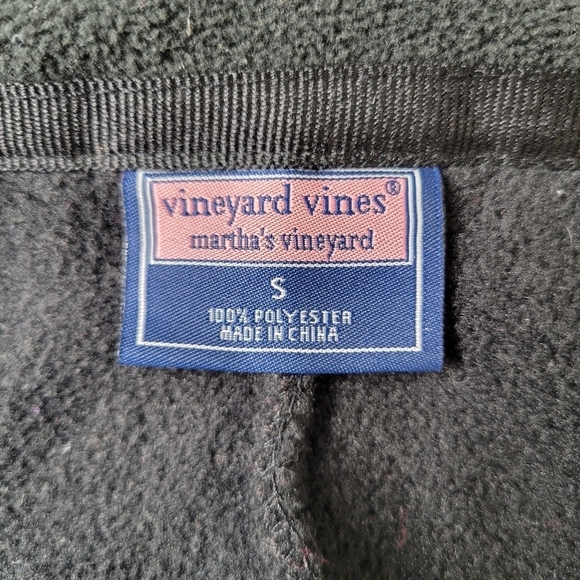 vineyard vines®
martha's vineyard
S
100% POLYESTER
MADE IN CHINA